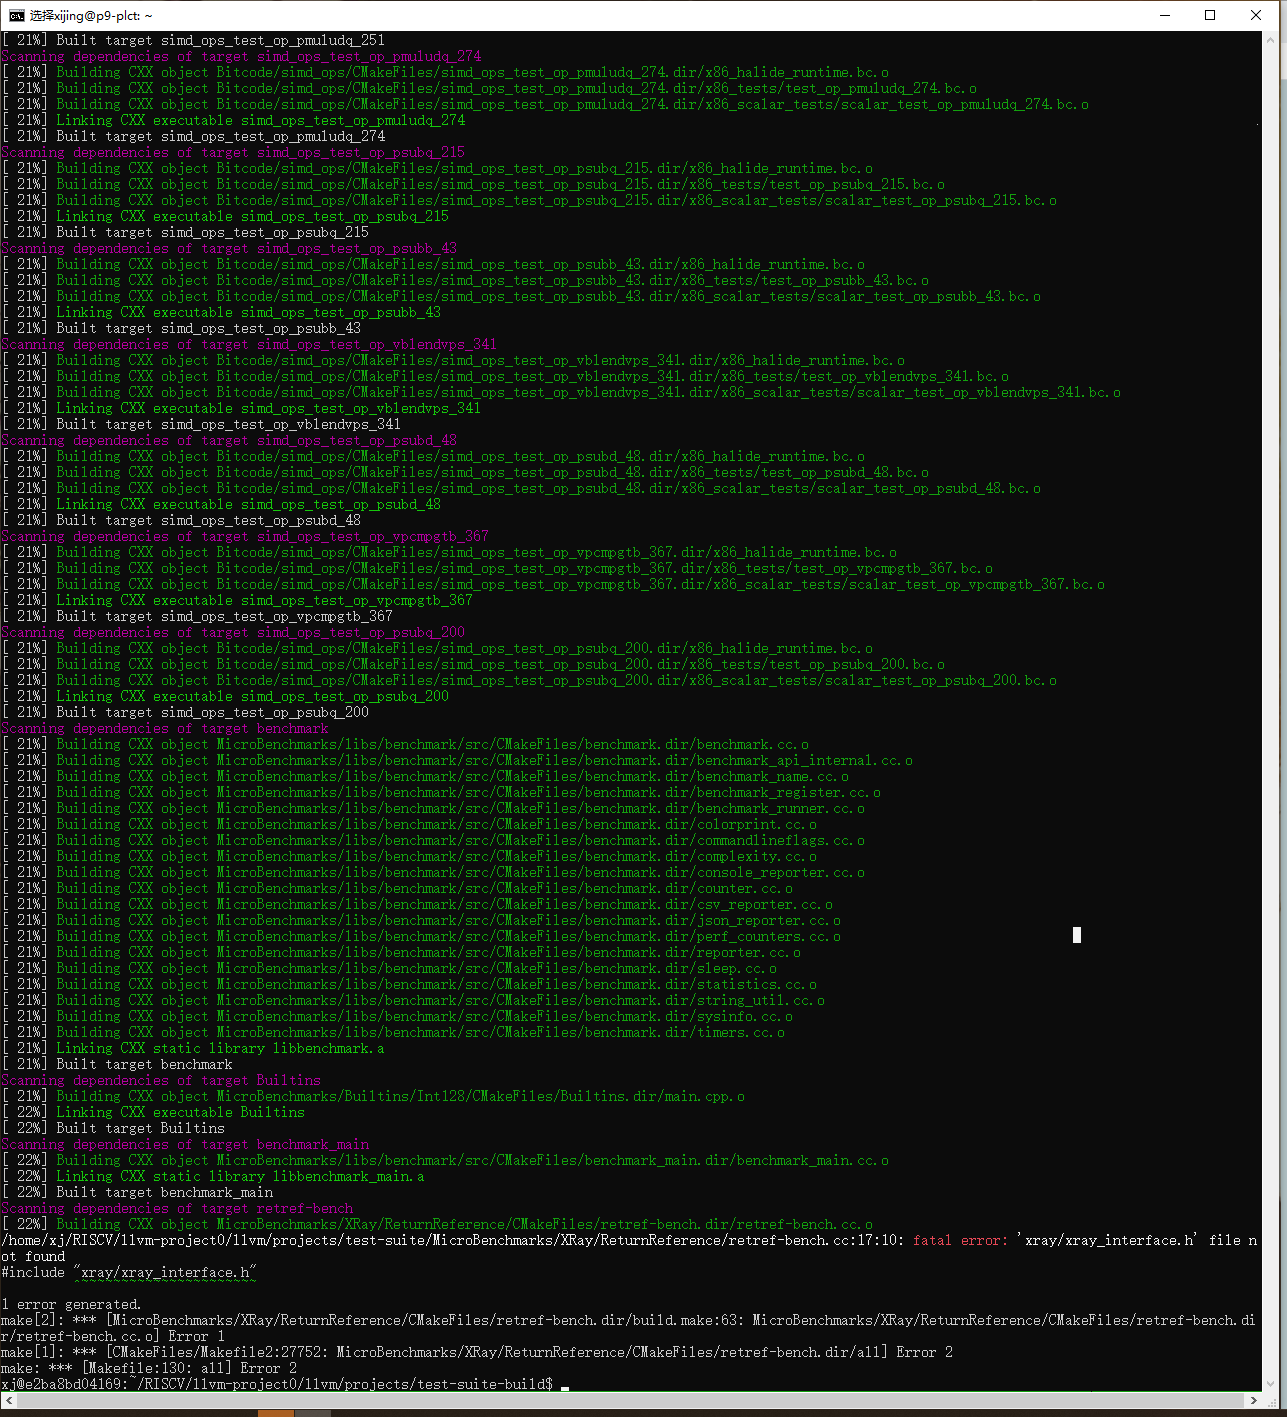 选择xijing@p9-plct: ~
[ 21%] Built target simd_ops_test_op_pmuludq_251
Scanning dependencies of target simd_ops_test_op_pmuludq_274
[ 21%] Building CXX object Bitcode/simd_ops/CMakeFiles/simd_ops_test_op_pmuludq_274.dir/x86_halide_runtime.bc.o
[ 21%] Building CXX object Bitcode/simd_ops/CMakeFiles/simd_ops_test_op_pmuludq_274.dir/x86_tests/test_op_pmuludq_274.bc.o
[ 21%] Building CXX object Bitcode/simd_ops/CMakeFiles/simd_ops_test_op_pmuludq_274.dir/x86_scalar_tests/scalar_test_op_pmuludq_274.bc.o
[ 21%] Linking CXX executable simd_ops_test_op_pmuludq_274
[ 21%] Built target simd_ops_test_op_pmuludq_274
Scanning dependencies of target simd_ops_test_op_psubq_215
[ 21%] Building CXX object Bitcode/simd_ops/CMakeFiles/simd_ops_test_op_psubq_215.dir/x86_halide_runtime.bc.o
[ 21%] Building CXX object Bitcode/simd_ops/CMakeFiles/simd_ops_test_op_psubq_215.dir/x86_tests/test_op_psubq_215.bc.o
[ 21%] Building CXX object Bitcode/simd_ops/CMakeFiles/simd_ops_test_op_psubq_215.dir/x86_scalar_tests/scalar_test_op_psubq_215.bc.o
[ 21%] Linking CXX executable simd_ops_test_op_psubq_215
[ 21%] Built target simd_ops_test_op_psubq_215
Scanning dependencies of target simd_ops_test_op_psubb_43
[ 21%] Building CXX object Bitcode/simd_ops/CMakeFiles/simd_ops_test_op_psubb_43.dir/x86_halide_runtime.bc.o
[ 21%] Building CXX object Bitcode/simd_ops/CMakeFiles/simd_ops_test_op_psubb_43.dir/x86_tests/test_op_psubb_43.bc.o
[ 21%] Building CXX object Bitcode/simd_ops/CMakeFiles/simd_ops_test_op_psubb_43.dir/x86_scalar_tests/scalar_test_op_psubb_43.bc.o
[ 21%] Linking CXX executable simd_ops_test_op_psubb_43
[ 21%] Built target simd_ops_test_op_psubb_43
Scanning dependencies of target simd_ops_test_op_vblendvps_341
[ 21%] Building CXX object Bitcode/simd_ops/CMakeFiles/simd_ops_test_op_vblendvps_341.dir/x86_halide_runtime.bc.o
[ 21%] Building CXX object Bitcode/simd_ops/CMakeFiles/simd_ops_test_op_vblendvps_341.dir/x86_tests/test_op_vblendvps_341.bc.o
[ 21%] Building CXX object Bitcode/simd_ops/CMakeFiles/simd_ops_test_op_vblendvps_341.dir/x86_scalar_tests/scalar_test_op_vblendvps_341.bc.o
[ 21%] Linking CXX executable simd_ops_test_op_vblendvps_341
[ 21%] Built target simd_ops_test_op_vblendvps_341
Scanning dependencies of target simd_ops_test_op_psubd_48
[ 21%] Building CXX object Bitcode/simd_ops/CMakeFiles/simd_ops_test_op_psubd_48.dir/x86_halide_runtime.bc.o
[ 21%] Building CXX object Bitcode/simd_ops/CMakeFiles/simd_ops_test_op_psubd_48.dir/x86_tests/test_op_psubd_48.bc.o
[ 21%] Building CXX object Bitcode/simd_ops/CMakeFiles/simd_ops_test_op_psubd_48.dir/x86_scalar_tests/scalar_test_op_psubd_48.bc.o
[ 21%] Linking CXX executable simd_ops_test_op_psubd_48
[ 21%] Built target simd_ops_test_op_psubd_48
Scanning dependencies of target simd_ops_test_op_vpcmpgtb_367
[ 21%] Building CXX object Bitcode/simd_ops/CMakeFiles/simd_ops_test_op_vpcmpgtb_367.dir/x86_halide_runtime.bc.o
[ 21%] Building CXX object Bitcode/simd_ops/CMakeFiles/simd_ops_test_op_vpcmpgtb_367.dir/x86_tests/test_op_vpcmpgtb_367.bc.o
[ 21%] Building CXX object Bitcode/simd_ops/CMakeFiles/simd_ops_test_op_vpcmpgtb_367.dir/x86_scalar_tests/scalar_test_op_vpcmpgtb_367.bc.o
[ 21%] Linking CXX executable simd_ops_test_op_vpcmpgtb_367
[ 21%] Built target simd_ops_test_op_vpcmpgtb_367
Scanning dependencies of target simd_ops_test_op_psubq_200
[ 21%] Building CXX object Bitcode/simd_ops/CMakeFiles/simd_ops_test_op_psubq_200.dir/x86_halide_runtime.bc.o
[ 21%] Building CXX object Bitcode/simd_ops/CMakeFiles/simd_ops_test_op_psubq_200.dir/x86_tests/test_op_psubq_200.bc.o
[ 21%] Building CXX object Bitcode/simd_ops/CMakeFiles/simd_ops_test_op_psubq_200.dir/x86_scalar_tests/scalar_test_op_psubq_200.bc.o
[ 21%] Linking CXX executable simd_ops_test_op_psubq_200
[ 21%] Built target simd_ops_test_op_psubq_200
Scanning dependencies of target benchmark
[ 21%] Building CXX object MicroBenchmarks/libs/benchmark/src/CMakeFiles/benchmark.dir/benchmark.cc.o
[ 21%] Building CXX object MicroBenchmarks/libs/benchmark/src/CMakeFiles/benchmark.dir/benchmark_api_internal.cc.o
[ 21%] Building CXX object MicroBenchmarks/libs/benchmark/src/CMakeFiles/benchmark.dir/benchmark_name.cc.o
[ 21%] Building CXX object MicroBenchmarks/libs/benchmark/src/CMakeFiles/benchmark.dir/benchmark_register.cc.o
[ 21%] Building CXX object MicroBenchmarks/libs/benchmark/src/CMakeFiles/benchmark.dir/benchmark_runner.cc.o
[ 21%] Building CXX object MicroBenchmarks/libs/benchmark/src/CMakeFiles/benchmark.dir/colorprint.cc.o
[ 21%] Building CXX object MicroBenchmarks/libs/benchmark/src/CMakeFiles/benchmark.dir/commandlineflags.cc.o
[ 21%] Building CXX object MicroBenchmarks/libs/benchmark/src/CMakeFiles/benchmark.dir/complexity.cc.o
[ 21%] Building CXX object MicroBenchmarks/libs/benchmark/src/CMakeFiles/benchmark.dir/console_reporter.cc.o
[ 21%] Building CXX object MicroBenchmarks/libs/benchmark/src/CMakeFiles/benchmark.dir/counter.cc.o
[ 21%] Building CXX object MicroBenchmarks/libs/benchmark/src/CMakeFiles/benchmark.dir/csv_reporter.cc.o
[ 21%] Building CXX object MicroBenchmarks/libs/benchmark/src/CMakeFiles/benchmark.dir/json_reporter.cc.o
[ 21%] Building CXX object MicroBenchmarks/libs/benchmark/src/CMakeFiles/benchmark.dir/perf_counters.cc.o
[ 21%] Building CXX object MicroBenchmarks/libs/benchmark/src/CMakeFiles/benchmark.dir/reporter.cc.o
[ 21%] Building CXX object MicroBenchmarks/libs/benchmark/src/CMakeFiles/benchmark.dir/sleep.cc.o
[ 21%] Building CXX object MicroBenchmarks/libs/benchmark/src/CMakeFiles/benchmark.dir/statistics.cc.o
[ 21%] Building CXX object MicroBenchmarks/libs/benchmark/src/CMakeFiles/benchmark.dir/string_util.cc.o
[ 21%] Building CXX object MicroBenchmarks/libs/benchmark/src/CMakeFiles/benchmark.dir/sysinfo.cc.o
[ 21%] Building CXX object MicroBenchmarks/libs/benchmark/src/CMakeFiles/benchmark.dir/timers.cc.o
[ 21%] Linking CXX static library libbenchmark.a
[ 21%] Built target benchmark
Scanning dependencies of target Builtins
[ 21%] Building CXX object MicroBenchmarks/Builtins/Int128/CMakeFiles/Builtins.dir/main.cpp.o
[ 22%] Linking CXX executable Builtins
[ 22%] Built target Builtins
Scanning dependencies of target benchmark_main
[ 22%] Building CXX object MicroBenchmarks/libs/benchmark/src/CMakeFiles/benchmark_main.dir/benchmark_main.cc.o
[ 22%] Linking CXX static library libbenchmark_main.a
[ 22%] Built target benchmark_main
Scanning dependencies of target retref-bench
[ 22%] Building CXX object MicroBenchmarks/XRay/ReturnReference/CMakeFiles/retref-bench.dir/retref-bench.cc.o
/home/xj/RISCV/llvm-project0/llvm/projects/test-suite/MicroBenchmarks/XRay/ReturnReference/retref-bench.cc:17:10: fatal error: 'xray/xray_interface.h' file n
ot found
#include "xray/xray_interface.h"
~~~~~~~~~~~~~~~~~~~~~~~
1 error generated.
make[2]: *** [MicroBenchmarks/XRay/ReturnReference/CMakeFiles/retref-bench.dir/build.make:63: MicroBenchmarks/XRay/ReturnReference/CMakeFiles/retref-bench.di
r/retref-bench.cc.o] Error 1
make[1]: *** [CMakeFiles/Makefile2:27752: MicroBenchmarks/XRay/ReturnReference/CMakeFiles/retref-bench.dir/all] Error 2
make: *** [Makefile:130: all] Error 2
xj@e2ba8bd04169:~/RISCV/llvm-project0/llvm/projects/test-suite-build$